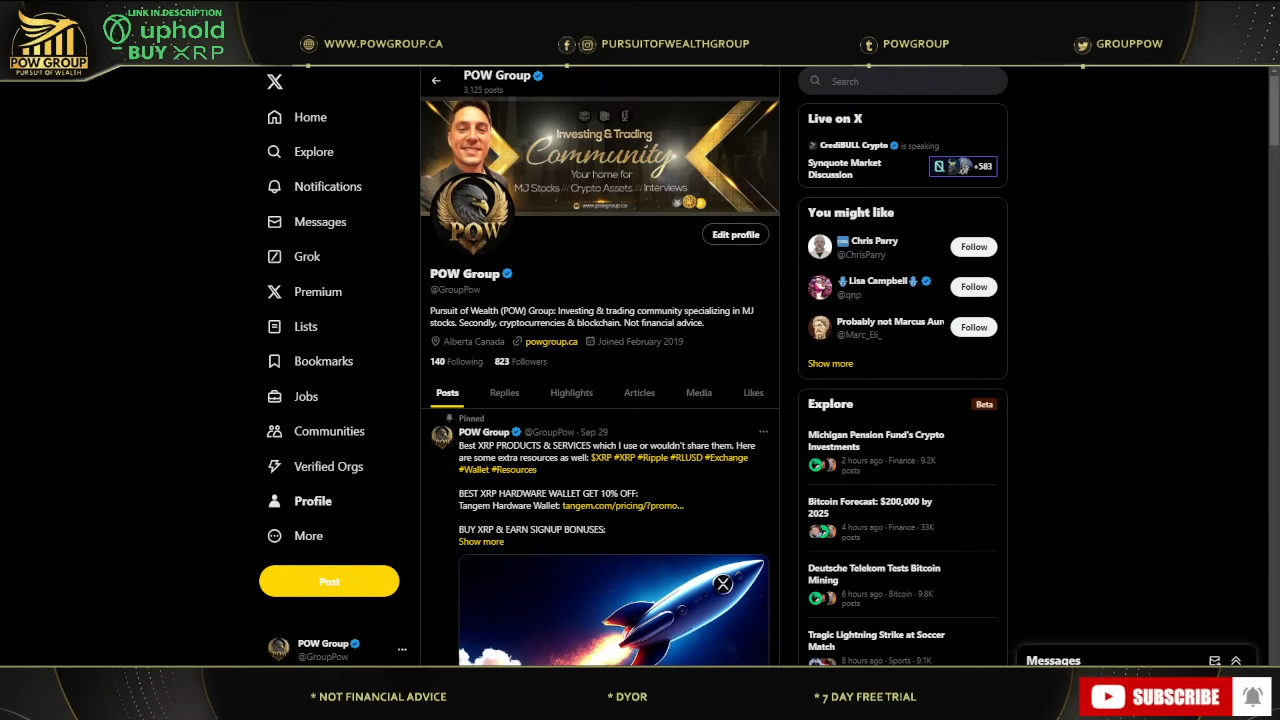 LINK IN DESCRIPTION
uphold
BUY XRP
POW GROUP
PURSUIT OF WEALTH
WWW.POWGROUP.CA
PURSUITOFWEALTHGROUP
POWGROUP
GROUPPOW
Home
Explore
Notifications
Messages
Grok
Premium
Lists
Bookmarks
Jobs
Communities
Verified Orgs
Profile
More
Post
POW Group
@GroupPow
POW Group
3,125 posts
Investing & Trading
Community
Your home for
MJ Stocks // Crypto Assets // Interviews
www.powgroup.ca
POW
Edit profile
POW Group
@GroupPow
Pursuit of Wealth (POW) Group: Investing & trading community specializing in MJ
stocks. Secondly, cryptocurrencies & blockchain. Not financial advice.
Alberta Canada powgroup.ca Joined February 2019
140 Following 823 Followers
Posts Replies Highlights Articles Media Likes
Pinned
POW Group @GroupPow · Sep 29
Best XRP PRODUCTS & SERVICES which I use or wouldn't share them. Here
are some extra resources as well: $XRP #XRP #Ripple #RLUSD #Exchange
#Wallet #Resources
BEST XRP HARDWARE WALLET GET 10% OFF:
Tangem Hardware Wallet: tangem.com/pricing/?promo...
BUY XRP & EARN SIGNUP BONUSES:
Show more
Search
Live on X
CrediBULL Crypto is speaking
Synquote Market
Discussion
+583
You might like
Chris Parry
@ChrisParry
Follow
Lisa Campbell
@qnp
Follow
Probably not Marcus Aur
@Marc_Eli_
Follow
Show more
Explore
Beta
Michigan Pension Fund's Crypto
Investments
2 hours ago · Finance · 9.2K
posts
Bitcoin Forecast: $200,000 by
2025
4 hours ago · Finance · 33K
posts
Deutsche Telekom Tests Bitcoin
Mining
6 hours ago · Bitcoin · 9.8K
posts
Tragic Lightning Strike at Soccer
Match
8 hours ago · Sports · 9.1K
Messages
* NOT FINANCIAL ADVICE
* DYOR
* 7 DAY FREE TRIAL
SUBSCRIBE